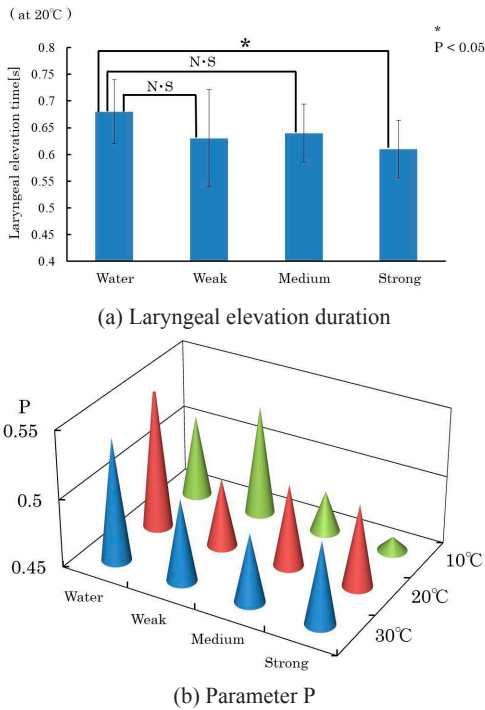 (at 20℃)
*
P < 0.05
Laryngeal elevation time[s]
0.8
0.75
0.7
0.65
0.6
0.55
0.5
0.45
0.4
*
N・S
N・S
Water Weak Medium Strong
(a) Laryngeal elevation duration
P
0.55
0.5
0.45
Water
Weak
Medium
Strong
10℃
20℃
30℃
(b) Parameter P